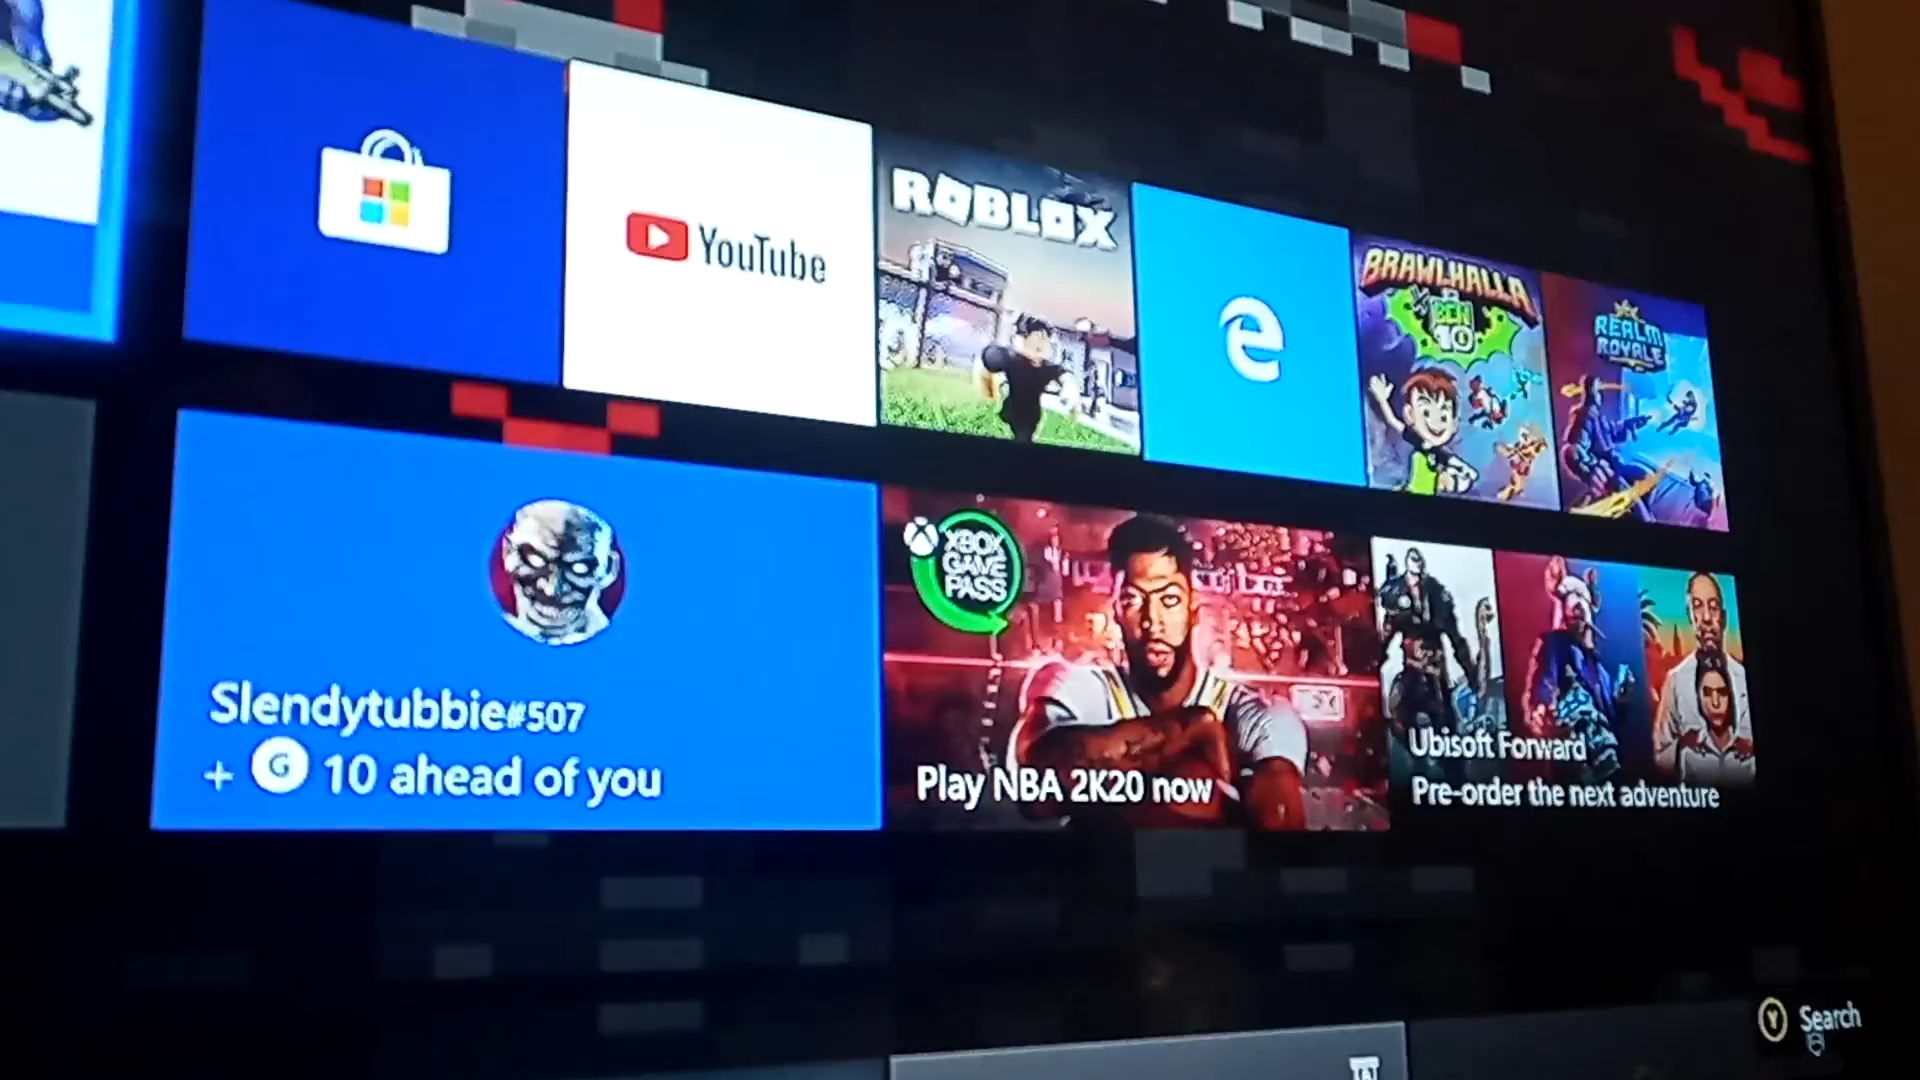 YouTube
ROBLOX
BRAWLHALLA
X
BEN
10
REALM
ROYALE
XBOX
GAME
PASS
Slendytubbie#507
+ G 10 ahead of you
Play NBA 2K20 now
Ubisoft Forward
Pre-order the next adventure
Y Search